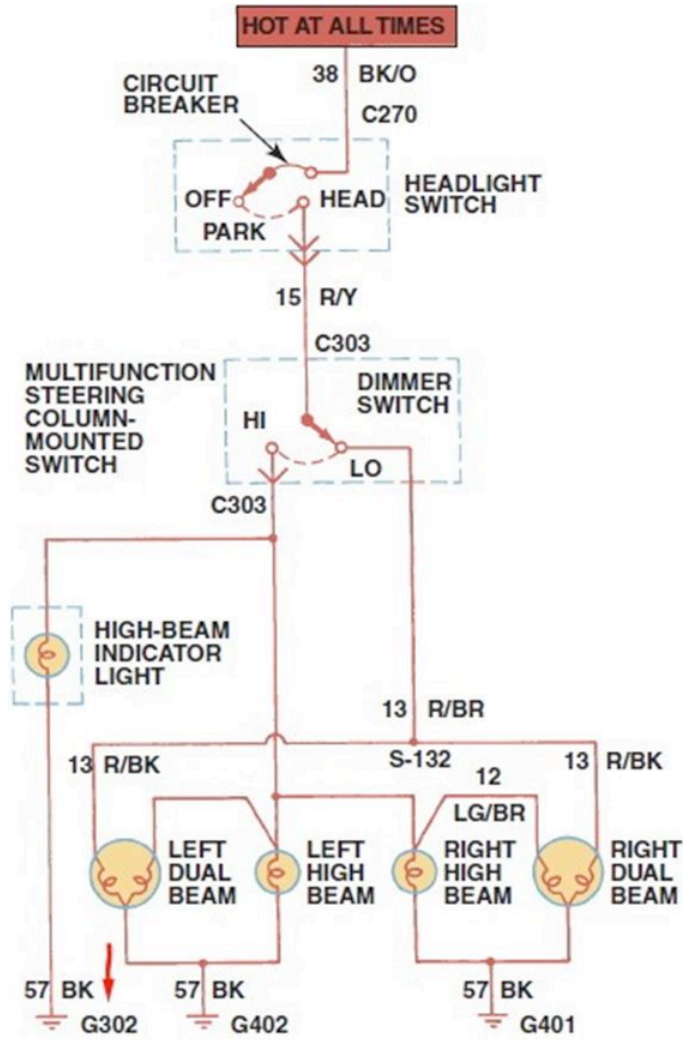 HOT AT ALL TIMES
38 BK/O
CIRCUIT
BREAKER
C270
OFF
HEAD
PARK
HEADLIGHT
SWITCH
15 R/Y
C303
MULTIFUNCTION
STEERING
COLUMN-
MOUNTED
SWITCH
DIMMER
SWITCH
HI
LO
C303
HIGH-BEAM
INDICATOR
LIGHT
13 R/BR
S-132
13 R/BK
12
LG/BR
13 R/BK
LEFT
DUAL
BEAM
LEFT
HIGH
BEAM
RIGHT
HIGH
BEAM
RIGHT
DUAL
BEAM
57 BK
G302
57 BK
G402
57 BK
G401